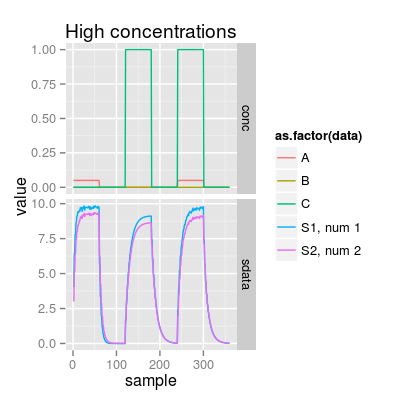 High concentrations
1.00
0.75
0.50
0.25
0.00
conc
value
10.0
7.5
5.0
2.5
0.0
sdata
0 100 200 300
sample
as.factor(data)
A
B
C
S1, num 1
S2, num 2